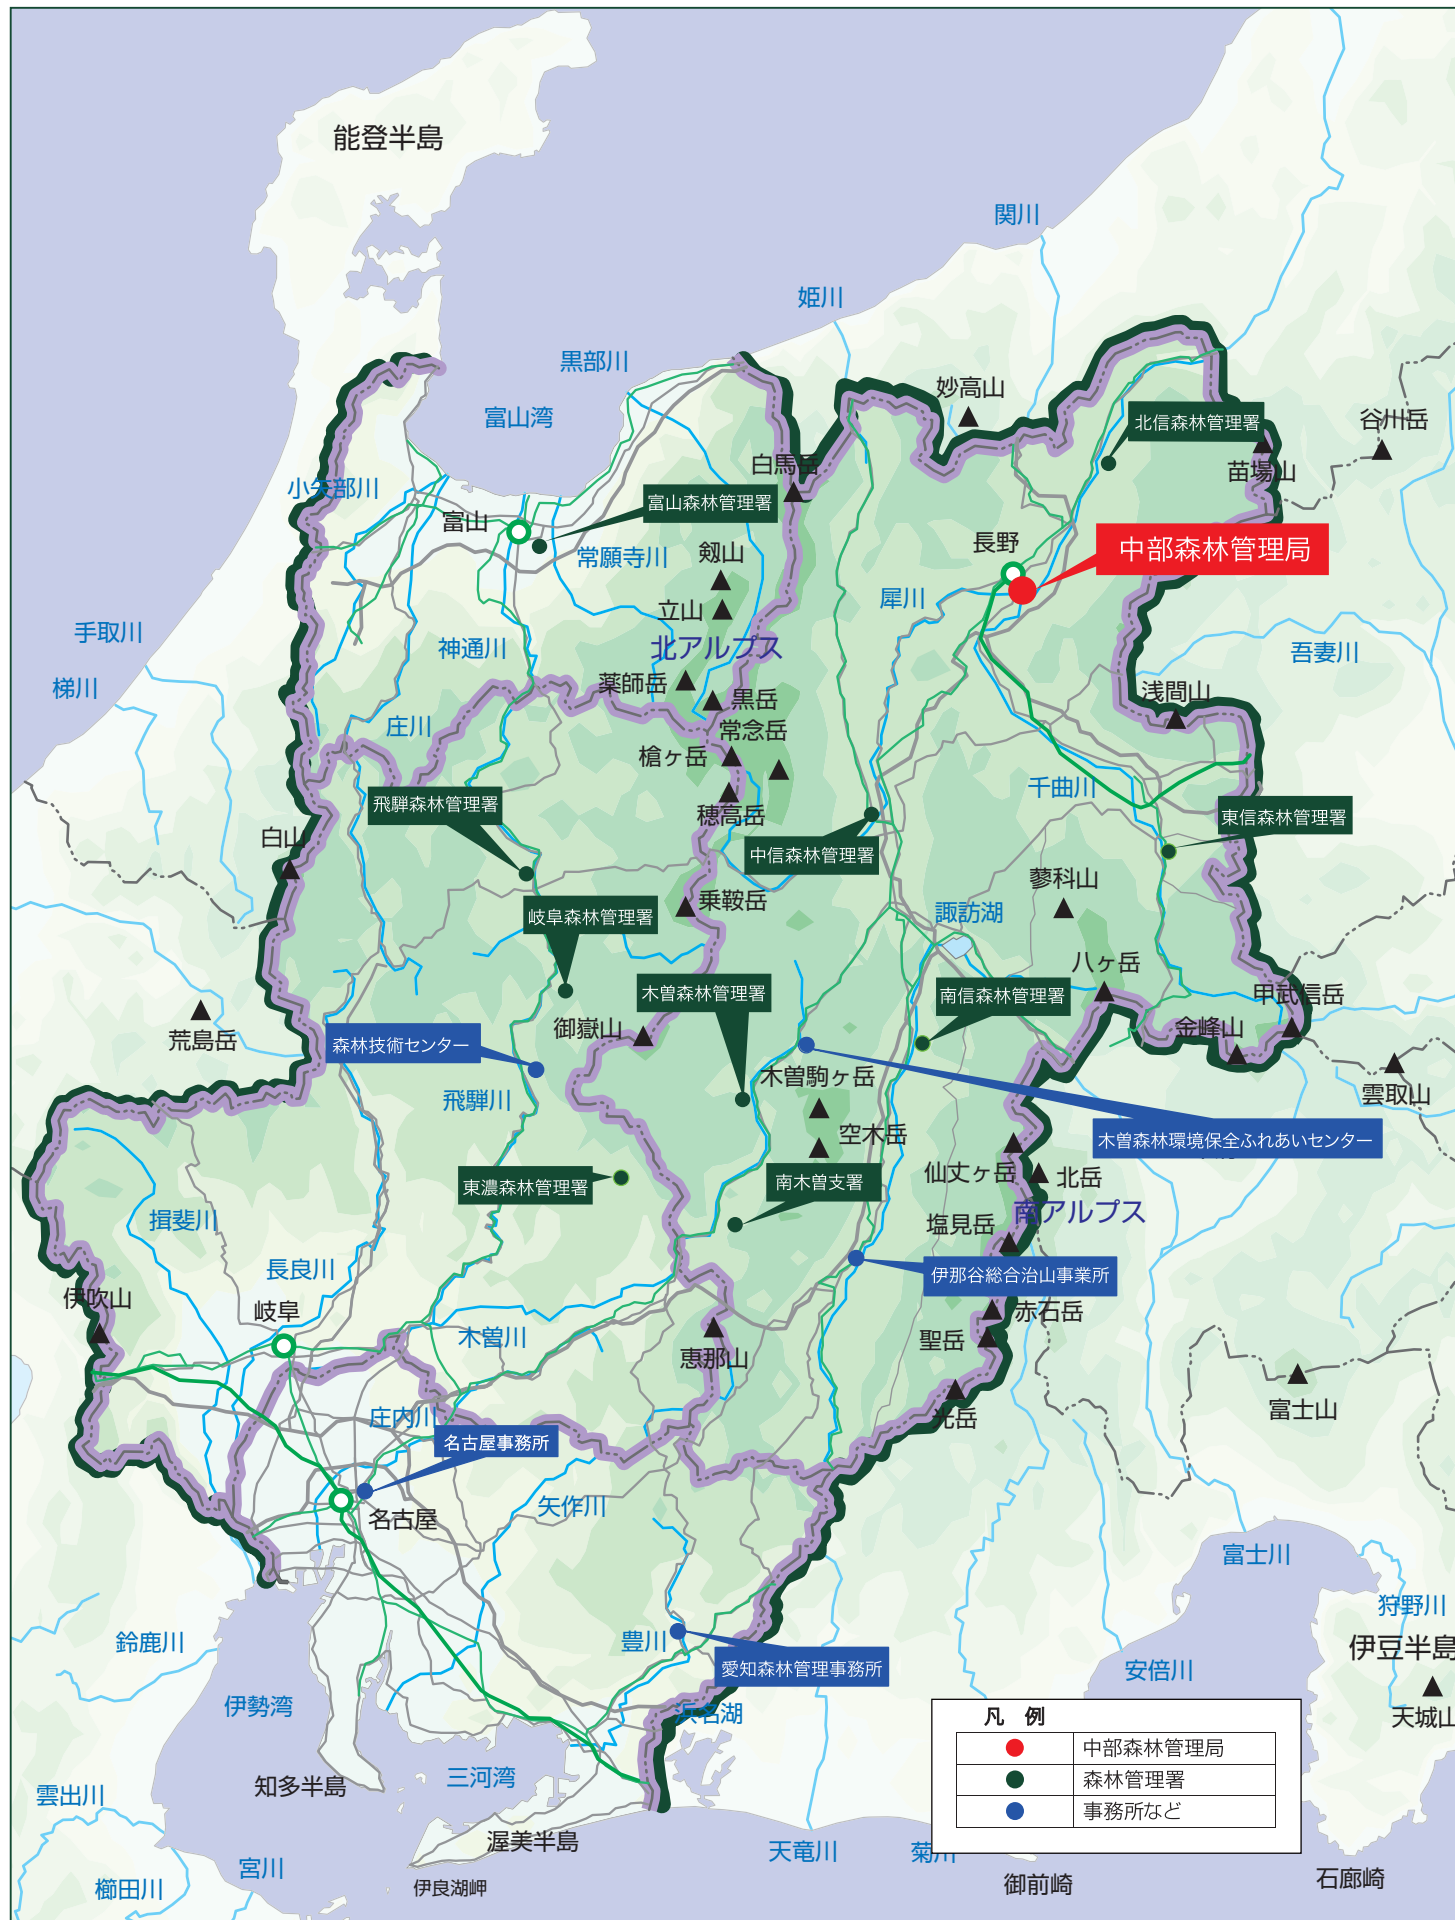 能登半島
関川
姫川
黒部川
富山湾
妙高山
谷川岳
北信森林管理署
苗場山
白馬岳
小矢部川
富山森林管理署
富山
長野
中部森林管理局
常願寺川
剱山
犀川
立山
手取川
神通川
北アルプス
吾妻川
梯川
薬師岳
黒岳
浅間山
庄川
常念岳
槍ヶ岳
千曲川
飛騨森林管理署
穂高岳
東信森林管理署
白山
中信森林管理署
蓼科山
乗鞍岳
岐阜森林管理署
諏訪湖
八ヶ岳
木曽森林管理署
南信森林管理署
甲武信岳
荒島岳
御嶽山
金峰山
森林技術センター
木曽駒ヶ岳
雲取山
飛騨川
空木岳
木曽森林環境保全ふれあいセンター
東濃森林管理署
南木曽支署
仙丈ヶ岳
北岳
揖斐川
塩見岳
南アルプス
長良川
伊那谷総合治山事業所
伊吹山
岐阜
赤石岳
木曽川
聖岳
恵那山
富士山
庄内川
光岳
名古屋事務所
名古屋
矢作川
富士川
狩野川
鈴鹿川
豊川
伊豆半島
愛知森林管理事務所
安倍川
伊勢湾
浜名湖
天城山
凡 例
中部森林管理局
森林管理署
事務所など
三河湾
知多半島
雲出川
渥美半島
天竜川
菊川
宮川
伊良湖岬
御前崎
石廊崎
櫛田川